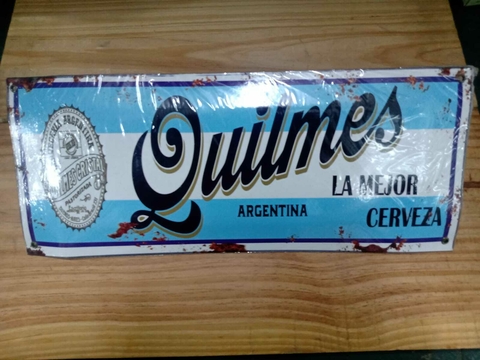 Quilmes
ARGENTINA
LA MEJOR
CERVEZA